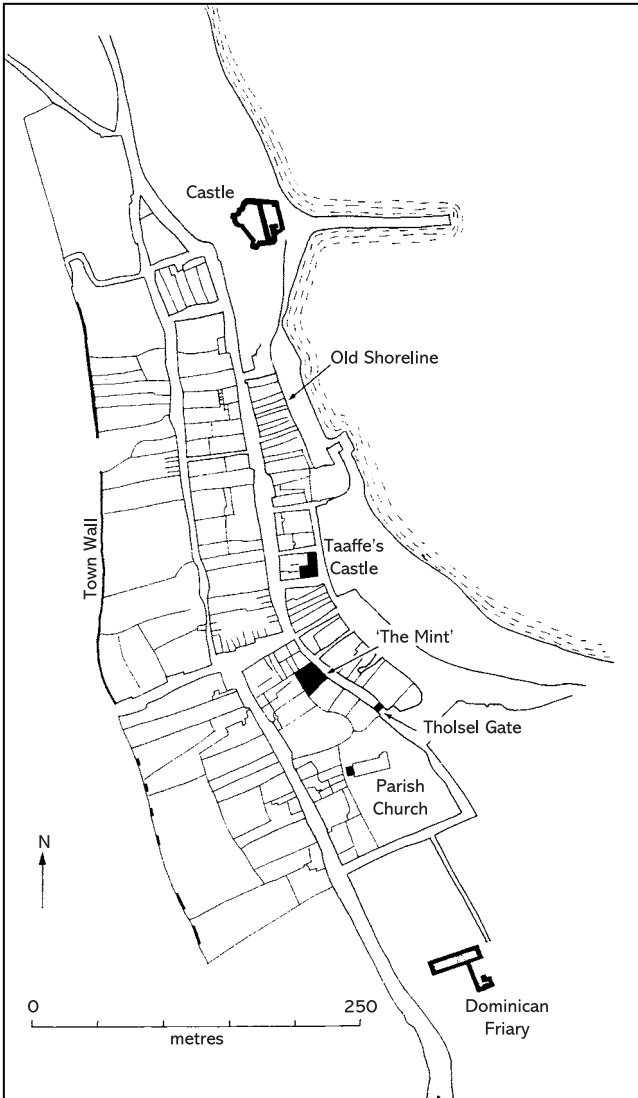 Castle
Old Shoreline
Town Wall
Taaffe's
Castle
'The Mint'
Tholsel Gate
Parish
Church
N
0 250
metres
Dominican
Friary